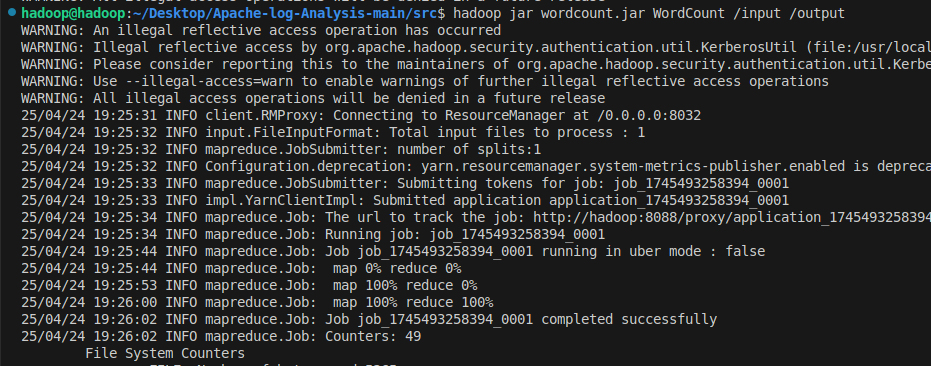 hadoop@hadoop:~/Desktop/Apache-log-Analysis-main/src$ hadoop jar wordcount.jar WordCount /input /output
WARNING: An illegal reflective access operation has occurred
WARNING: Illegal reflective access by org.apache.hadoop.security.authentication.util.KerberosUtil (file:/usr/local
WARNING: Please consider reporting this to the maintainers of org.apache.hadoop.security.authentication.util.Kerbe
WARNING: Use --illegal-access=warn to enable warnings of further illegal reflective access operations
WARNING: All illegal access operations will be denied in a future release
25/04/24 19:25:31 INFO client.RMProxy: Connecting to ResourceManager at /0.0.0.0:8032
25/04/24 19:25:32 INFO input.FileInputFormat: Total input files to process : 1
25/04/24 19:25:32 INFO mapreduce.JobSubmitter: number of splits:1
25/04/24 19:25:32 INFO Configuration.deprecation: yarn.resourcemanager.system-metrics-publisher.enabled is depreca
25/04/24 19:25:33 INFO mapreduce.JobSubmitter: Submitting tokens for job: job_1745493258394_0001
25/04/24 19:25:33 INFO impl.YarnClientImpl: Submitted application application_1745493258394_0001
25/04/24 19:25:34 INFO mapreduce.Job: The url to track the job: http://hadoop:8088/proxy/application_1745493258394
25/04/24 19:25:34 INFO mapreduce.Job: Running job: job_1745493258394_0001
25/04/24 19:25:44 INFO mapreduce.Job: Job job_1745493258394_0001 running in uber mode : false
25/04/24 19:25:44 INFO mapreduce.Job:  map 0% reduce 0%
25/04/24 19:25:53 INFO mapreduce.Job:  map 100% reduce 0%
25/04/24 19:26:00 INFO mapreduce.Job:  map 100% reduce 100%
25/04/24 19:26:02 INFO mapreduce.Job: Job job_1745493258394_0001 completed successfully
25/04/24 19:26:02 INFO mapreduce.Job: Counters: 49
File System Counters